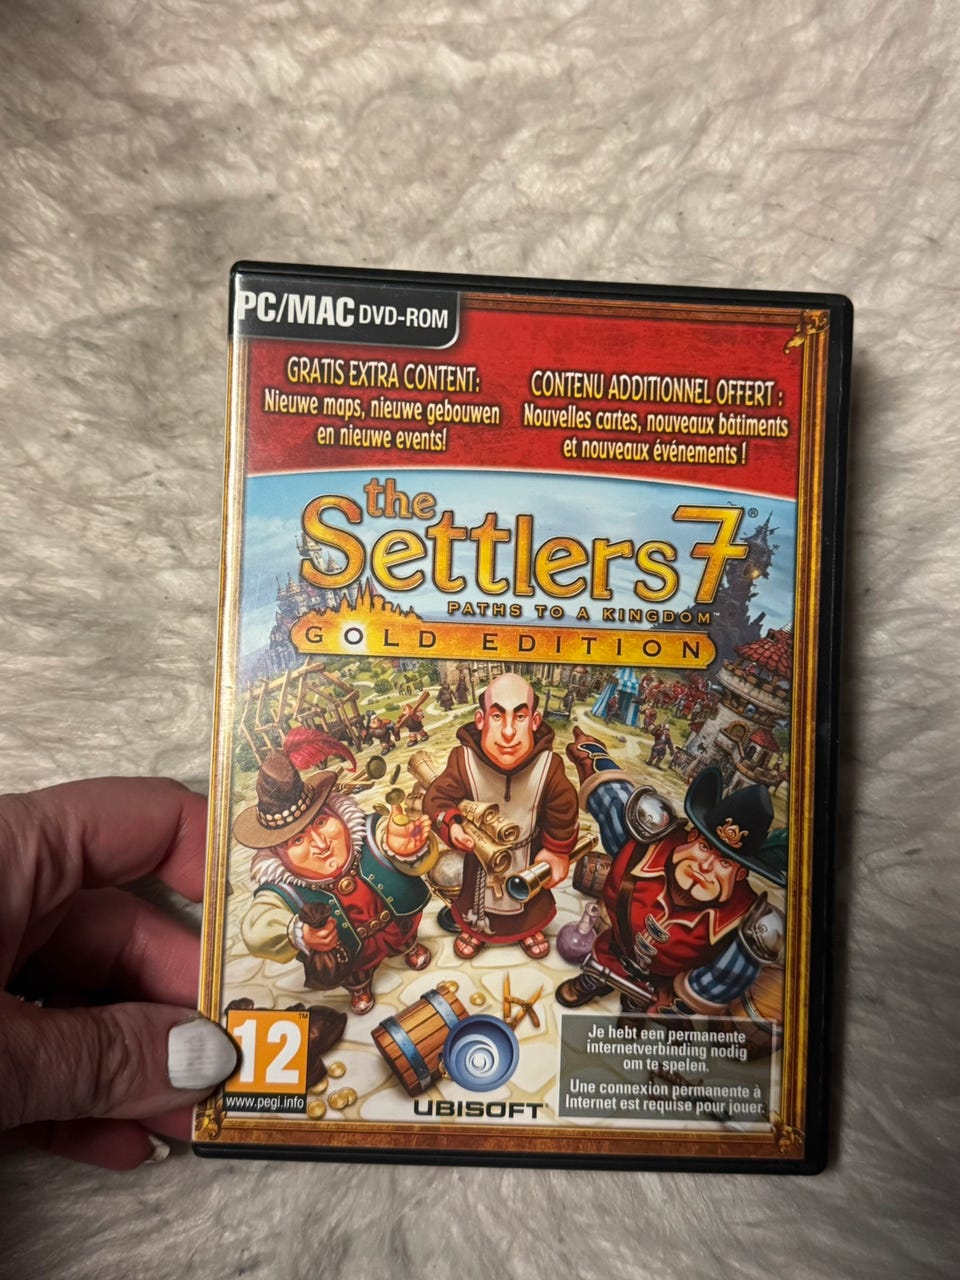 PC/MAC DVD-ROM
GRATIS EXTRA CONTENT:
Nieuwe maps, nieuwe gebouwen
en nieuwe events!
CONTENU ADDITIONNEL OFFERT :
Nouvelles cartes, nouveaux bâtiments
et nouveaux événements !
the
Settlers 7®
PATHS TO A KINGDOM™
GOLD EDITION
12™
www.pegi.info
UBISOFT
Je hebt een permanente
internetverbinding nodig
om te spelen.
Une connexion permanente à
Internet est requise pour jouer.